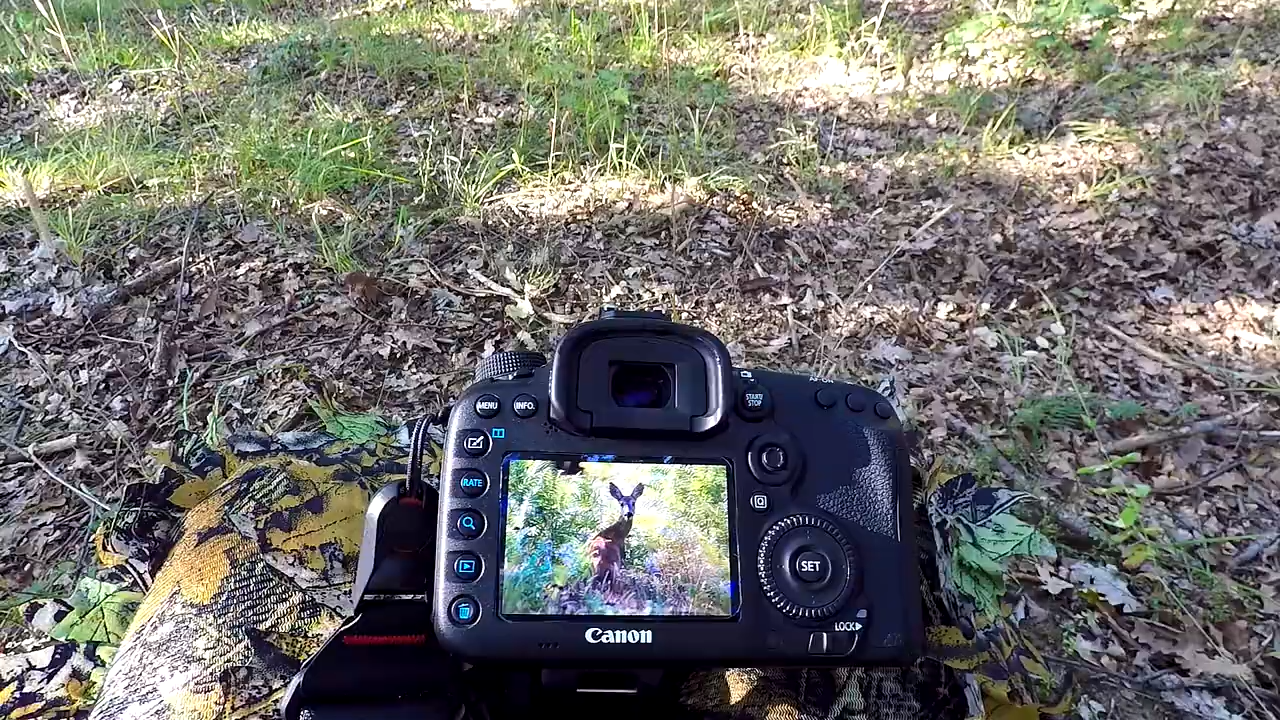 AF-ON
MENU
INFO.
START/
STOP
RATE
Q
SET
LOCK▶
Canon